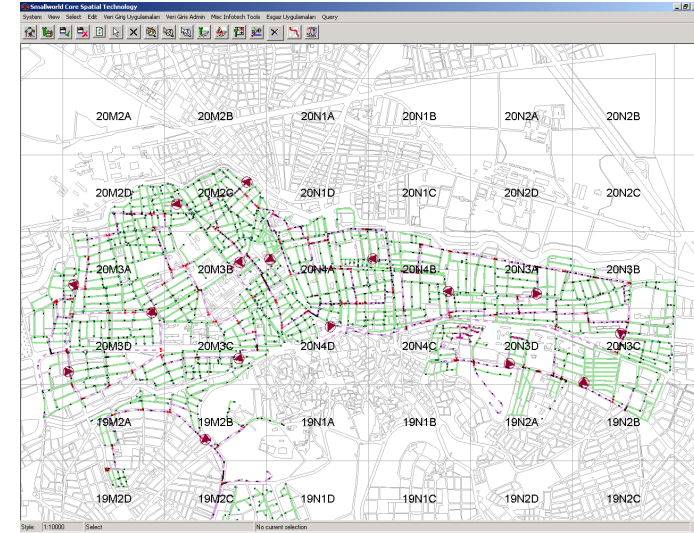 Smallworld Core Spatial Technology
System View Select Edit Veri Giriş Uygulamaları Veri Giris Admin Misc Infotech Tools Esgaz Uygulamaları Query
20M2A 20M2B 20N1A 20N1B 20N2A 20N2B
20M2D 20M2C 20N1D 20N1C 20N2D 20N2C
20M3A 20M3B 20N4A 20N4B 20N3A 20N3B
20M3D 20M3C 20N4D 20N4C 20N3D 20N3C
19M2A 19M2B 19N1A 19N1B 19N2A 19N2B
19M2D 19M2C 19N1D 19N1C 19N2D 19N2C
Style: 1:10000 Select No current selection